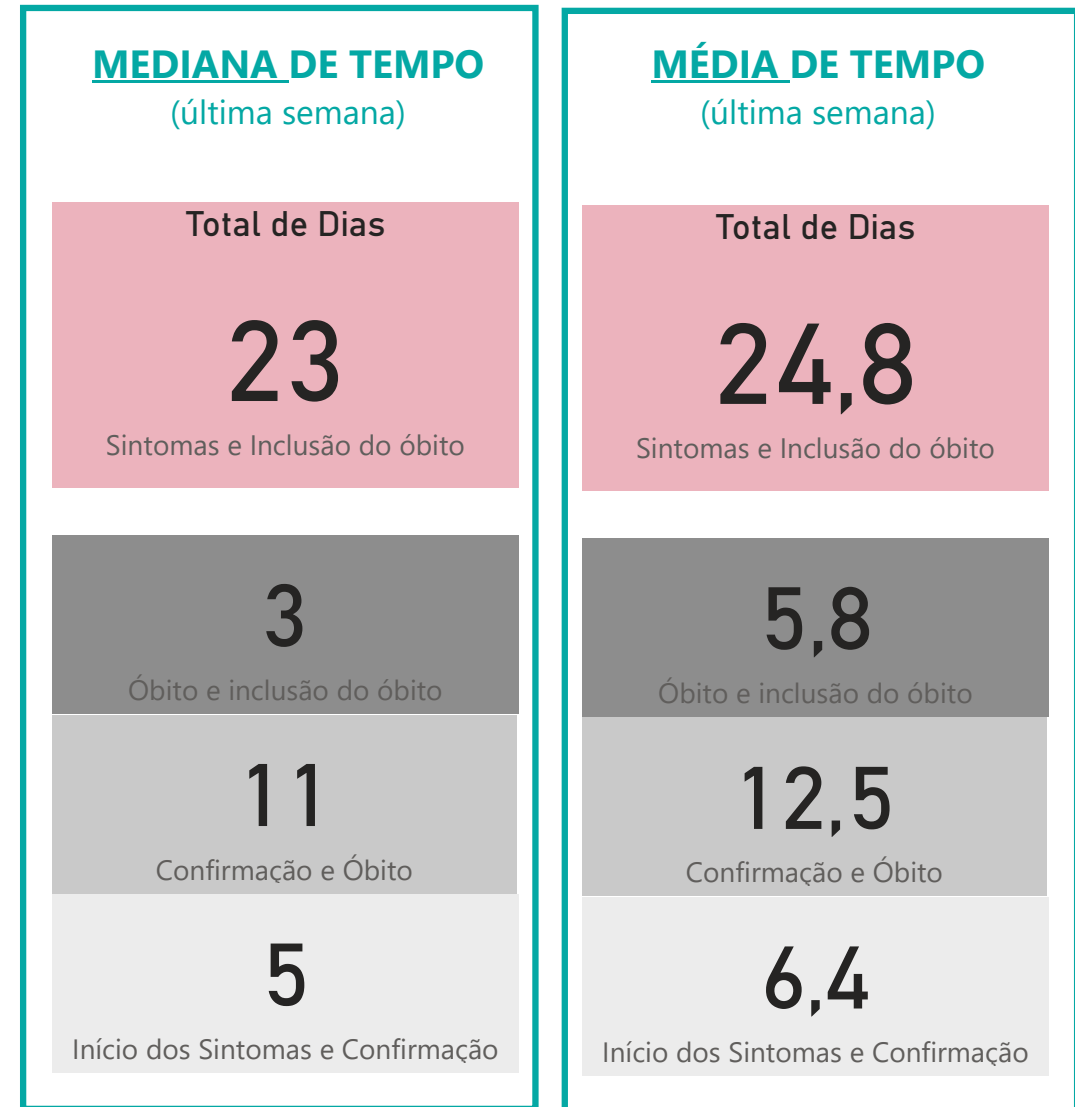 MEDIANA DE TEMPO
(última semana)
Total de Dias
23
Sintomas e Inclusão do óbito
3
Óbito e inclusão do óbito
11
Confirmação e Óbito
5
Início dos Sintomas e Confirmação
MÉDIA DE TEMPO
(última semana)
Total de Dias
24,8
Sintomas e Inclusão do óbito
5,8
Óbito e inclusão do óbito
12,5
Confirmação e Óbito
6,4
Início dos Sintomas e Confirmação